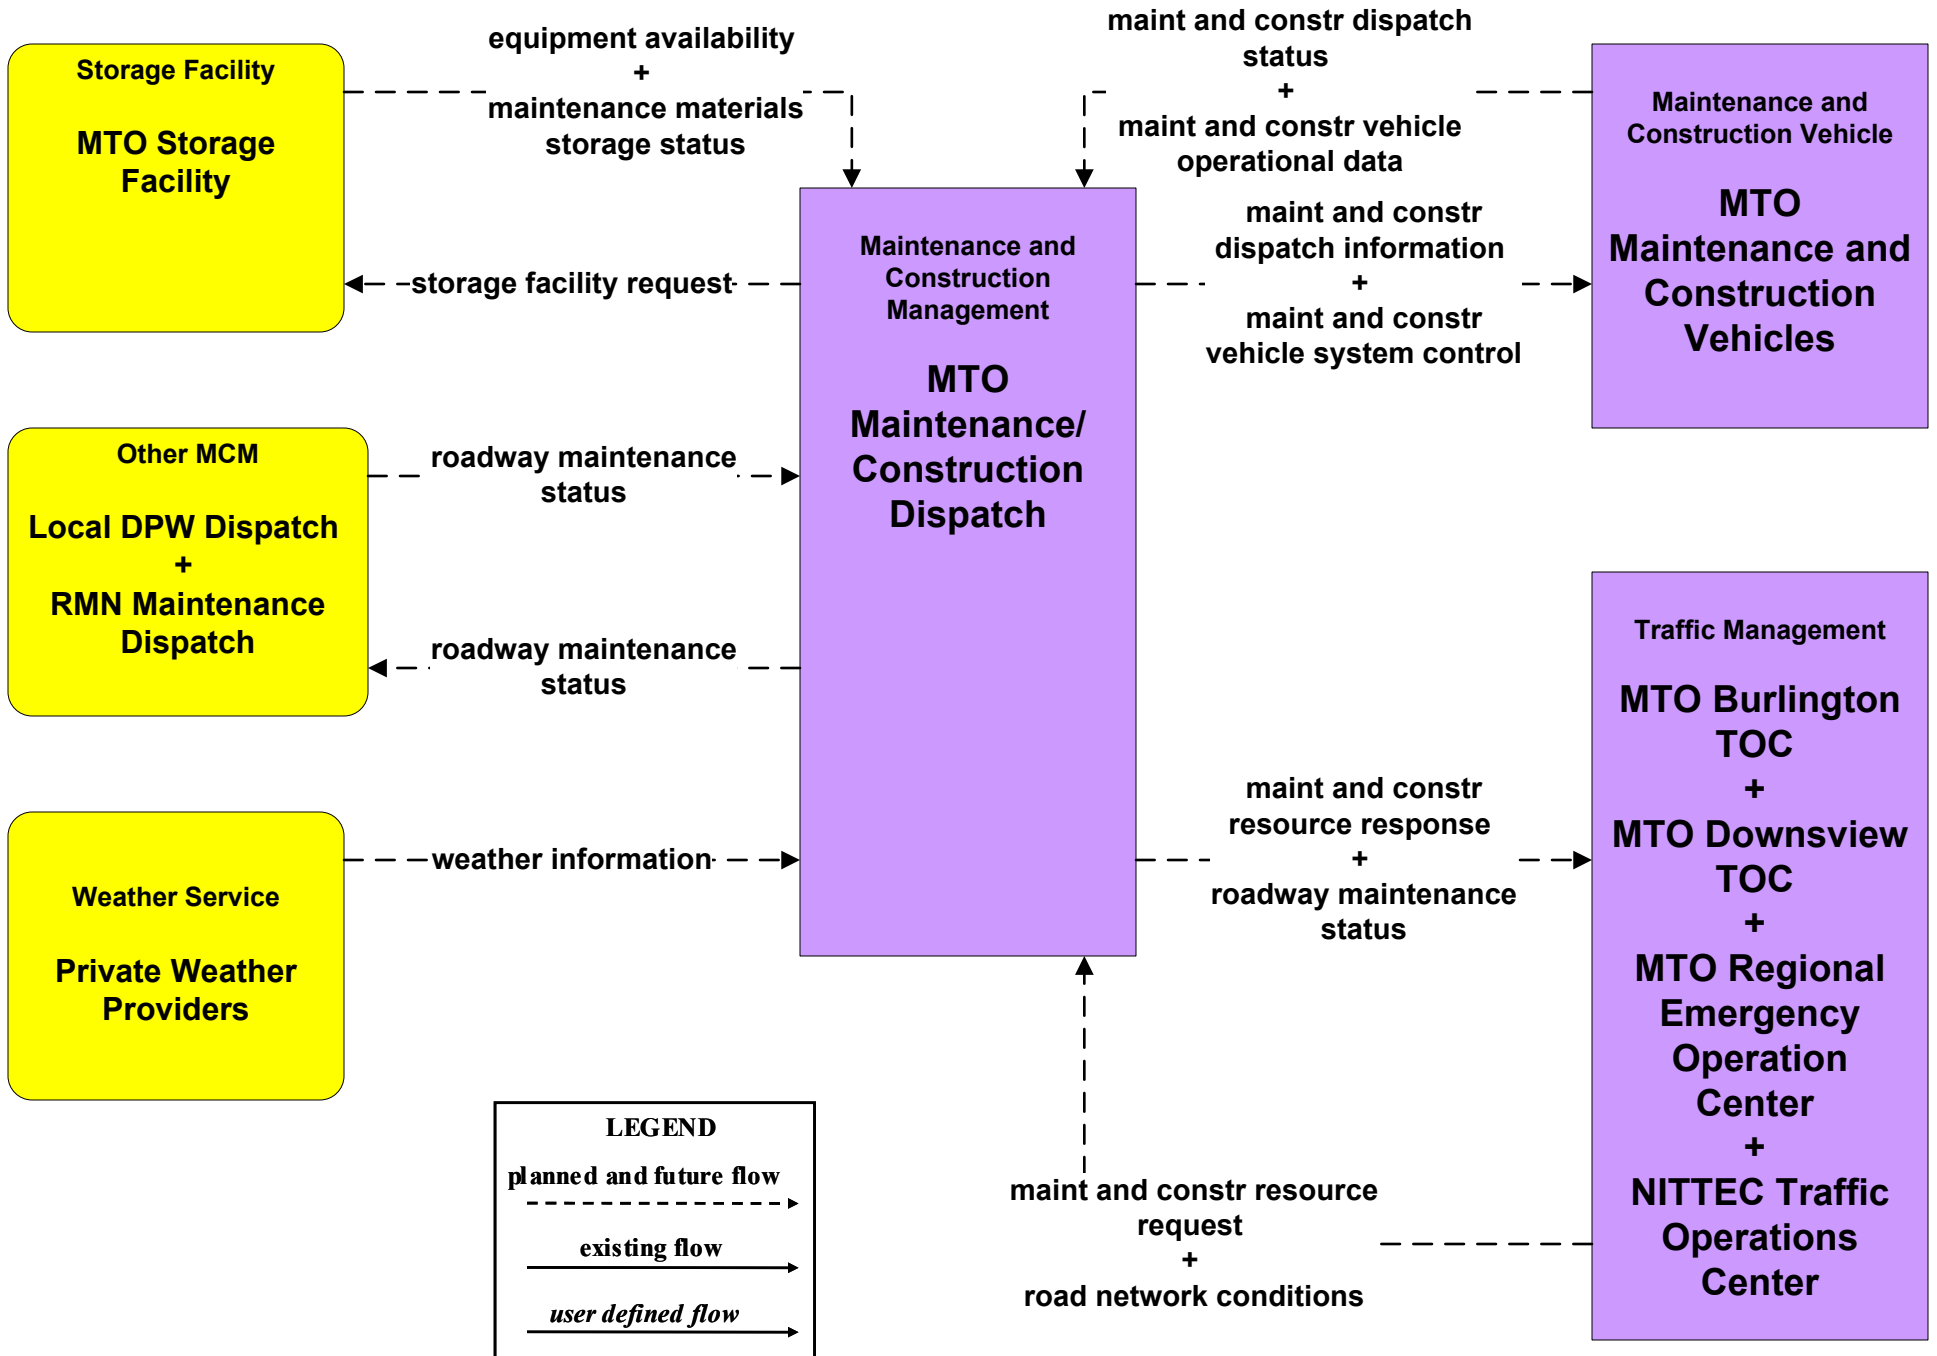 Storage Facility
MTO Storage
Facility
equipment availability
+
maintenance materials
storage status
storage facility request
maint and constr dispatch
status
+
maint and constr vehicle
operational data
Maintenance and
Construction Vehicle
MTO
Maintenance and
Construction
Vehicles
maint and constr
dispatch information
+
maint and constr
vehicle system control
Maintenance and
Construction
Management
MTO
Maintenance/
Construction
Dispatch
Other MCM
Local DPW Dispatch
+
RMN Maintenance
Dispatch
roadway maintenance
status
roadway maintenance
status
Weather Service
Private Weather
Providers
weather information
maint and constr
resource response
+
roadway maintenance
status
Traffic Management
MTO Burlington
TOC
+
MTO Downsview
TOC
+
MTO Regional
Emergency
Operation
Center
+
NITTEC Traffic
Operations
Center
maint and constr resource
request
+
road network conditions
LEGEND
planned and future flow
existing flow
user defined flow